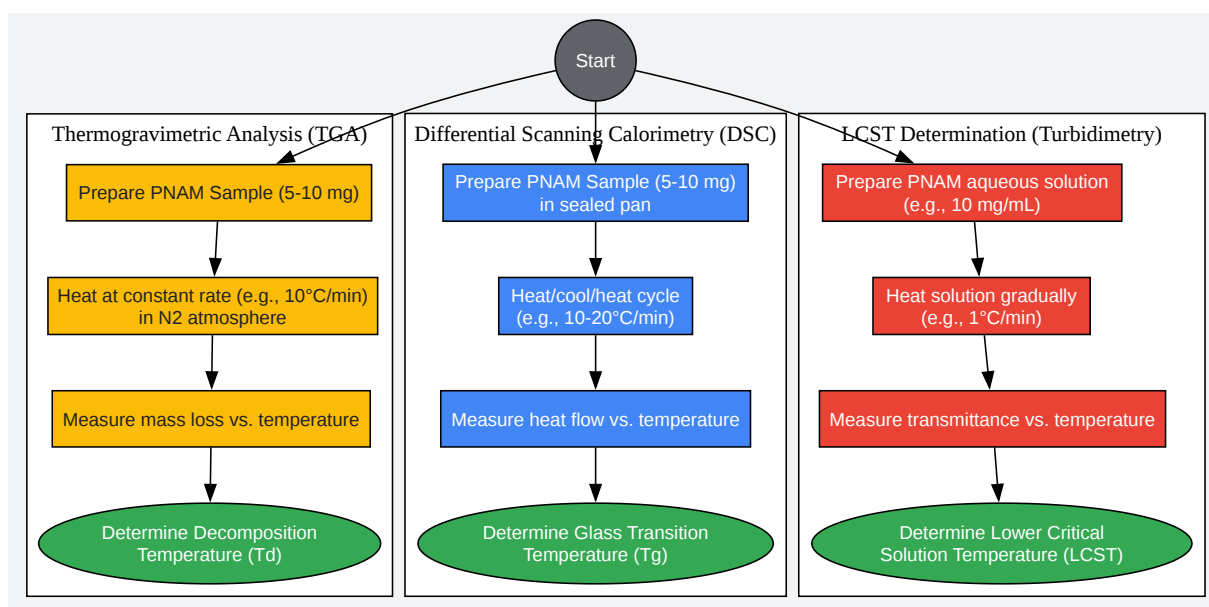 Start
Thermogravimetric Analysis (TGA)
Prepare PNAM Sample (5-10 mg)
Heat at constant rate (e.g., 10°C/min)
in N2 atmosphere
Measure mass loss vs. temperature
Determine Decomposition
Temperature (Td)
Differential Scanning Calorimetry (DSC)
Prepare PNAM Sample (5-10 mg)
in sealed pan
Heat/cool/heat cycle
(e.g., 10-20°C/min)
Measure heat flow vs. temperature
Determine Glass Transition
Temperature (Tg)
LCST Determination (Turbidimetry)
Prepare PNAM aqueous solution
(e.g., 10 mg/mL)
Heat solution gradually
(e.g., 1°C/min)
Measure transmittance vs. temperature
Determine Lower Critical
Solution Temperature (LCST)